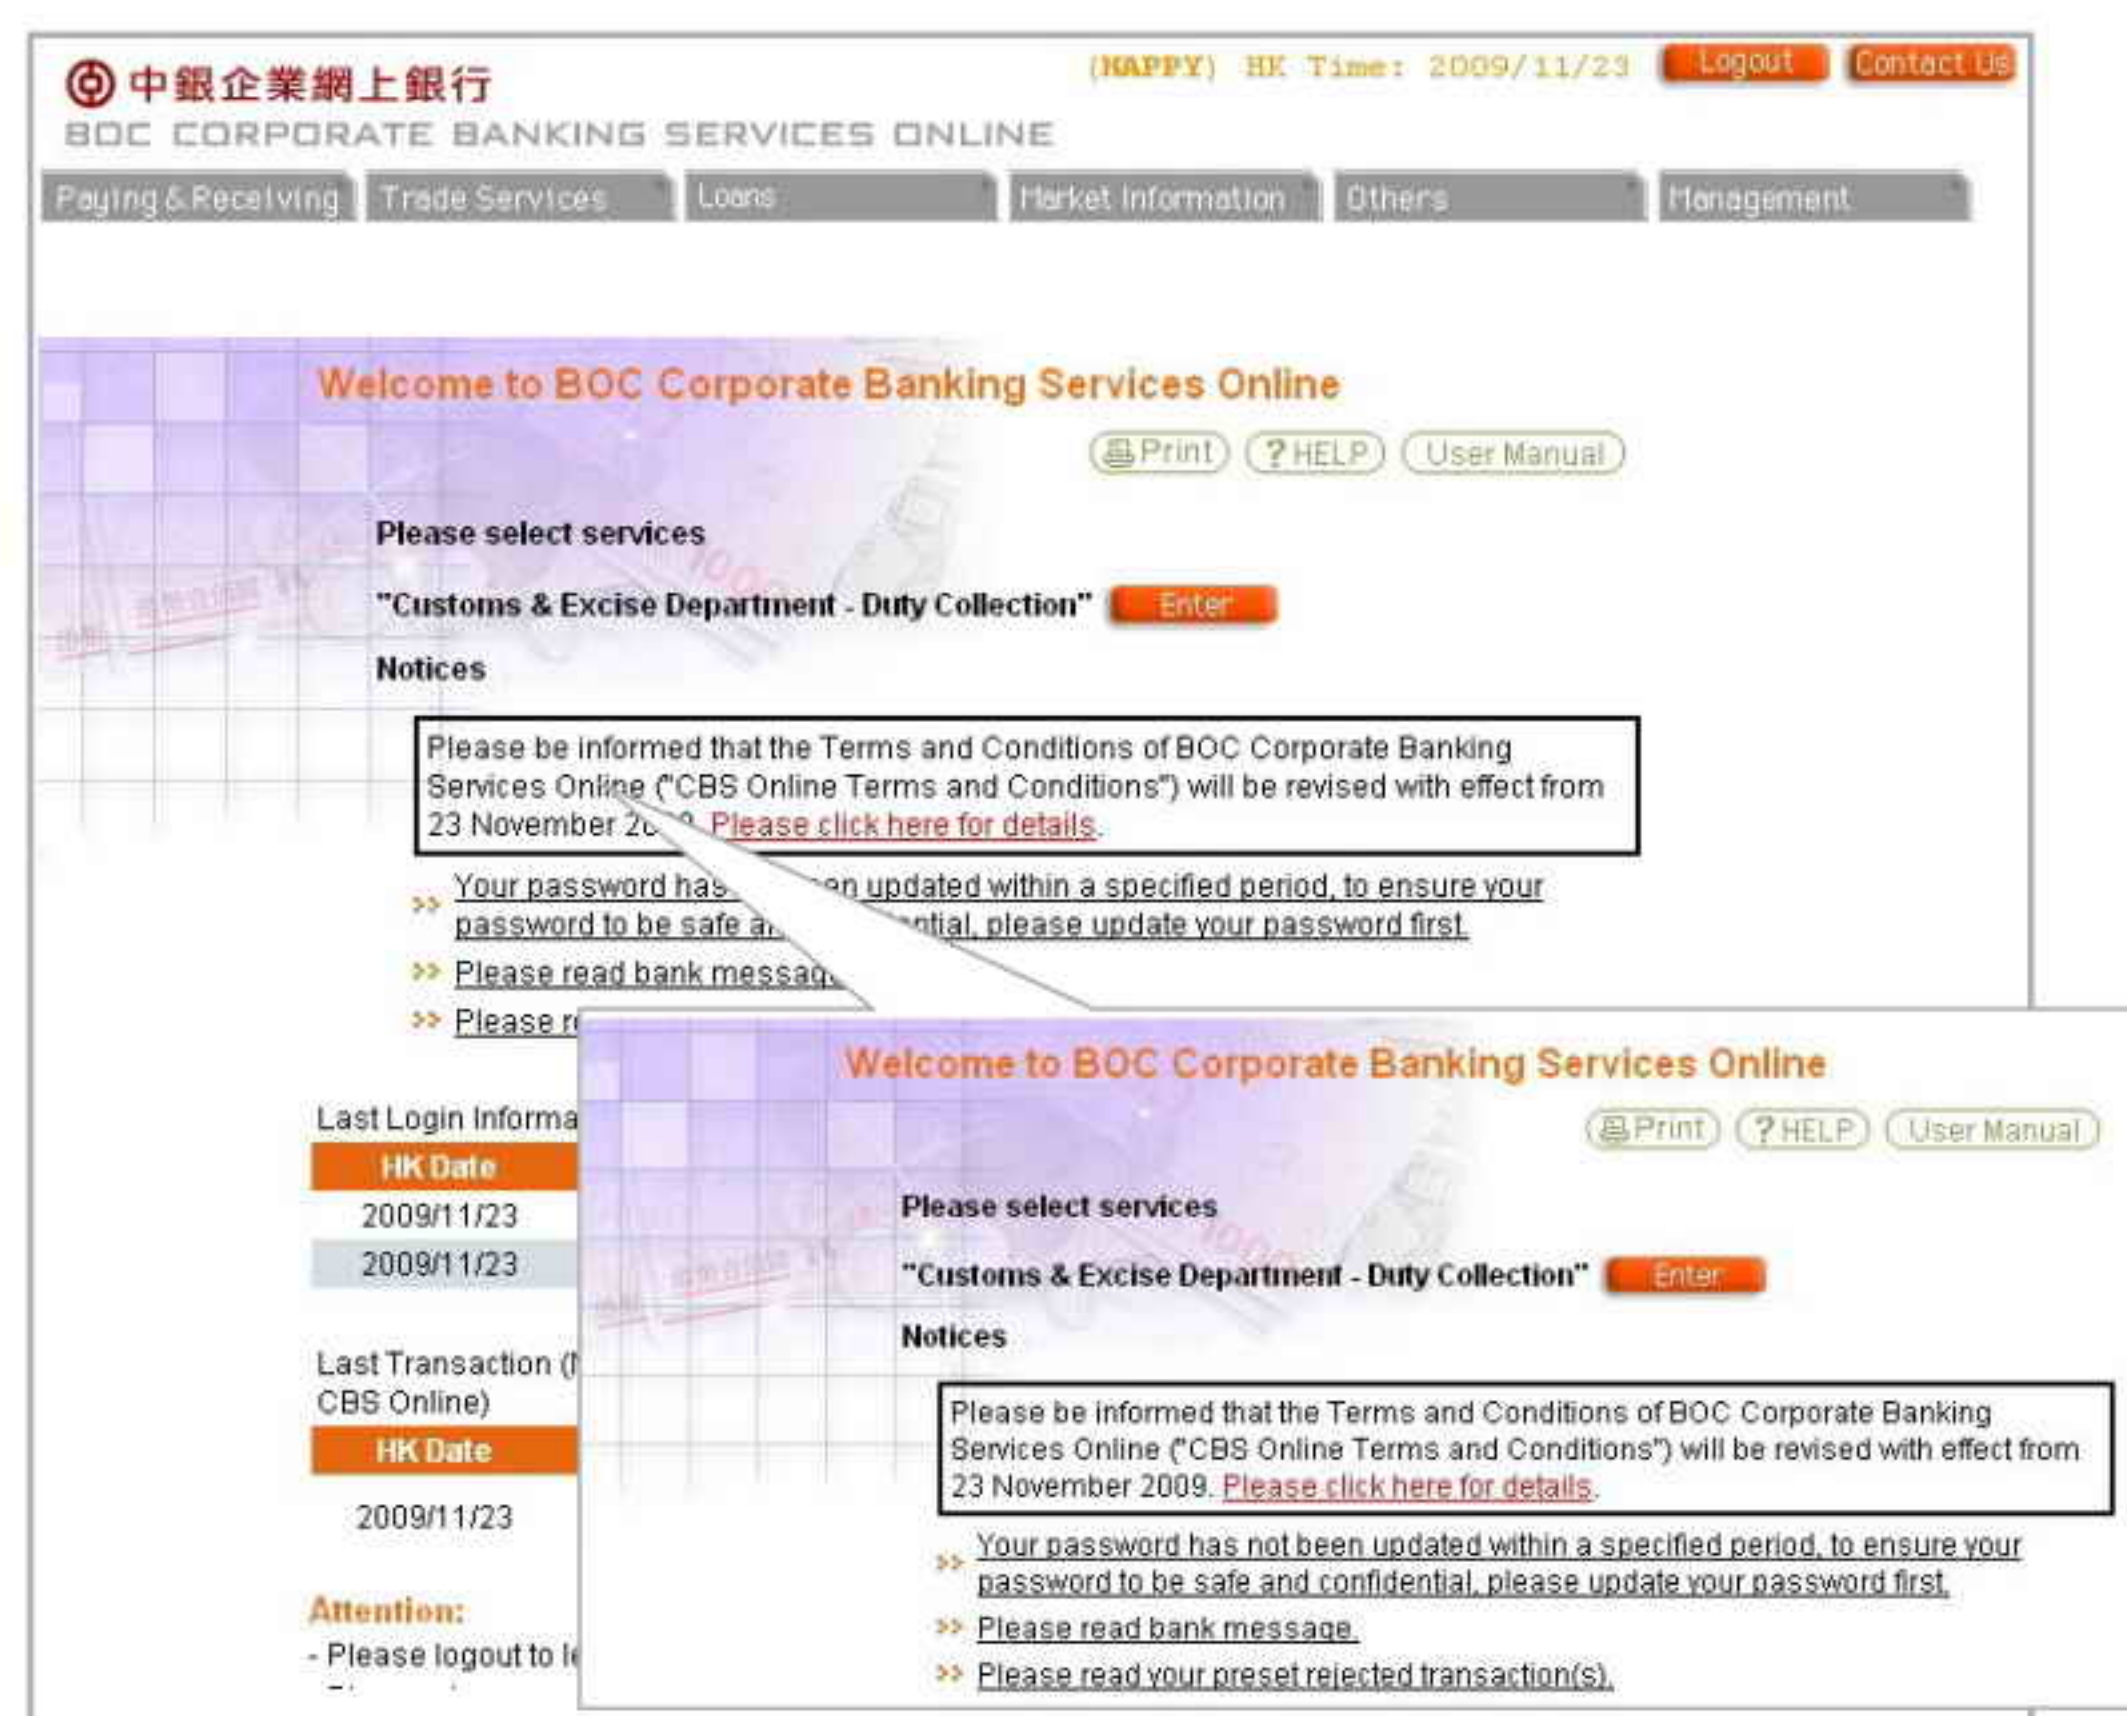 中銀企業網上銀行
BOC CORPORATE BANKING SERVICES ONLINE
(HAPPY) HK Time: 2009/11/23
Logout
Contact Us
Paying & Receiving
Trade Services
Loans
Market Information
Others
Management
Welcome to BOC Corporate Banking Services Online
Print
? HELP
User Manual
Please select services
"Customs & Excise Department - Duty Collection"
Enter
Notices
Please be informed that the Terms and Conditions of BOC Corporate Banking
Services Online ("CBS Online Terms and Conditions") will be revised with effect from
23 November Please click here for details.
>> Your password has updated within a specified period, to ensure your
password to be safe please update your password first.
>> Please read bank
>> Please
Last Login
HK Date
2009/11/23
2009/11/23
Last Transaction
CBS Online)
HK Date
2009/11/23
Attention:
- Please logout to
Welcome to BOC Corporate Banking Services Online
Print
? HELP
User Manual
Please select services
"Customs & Excise Department - Duty Collection"
Enter
Notices
Please be informed that the Terms and Conditions of BOC Corporate Banking
Services Online ("CBS Online Terms and Conditions") will be revised with effect from
23 November 2009. Please click here for details.
>> Your password has not been updated within a specified period, to ensure your
password to be safe and confidential, please update your password first.
>> Please read bank message.
>> Please read your preset rejected transaction(s).